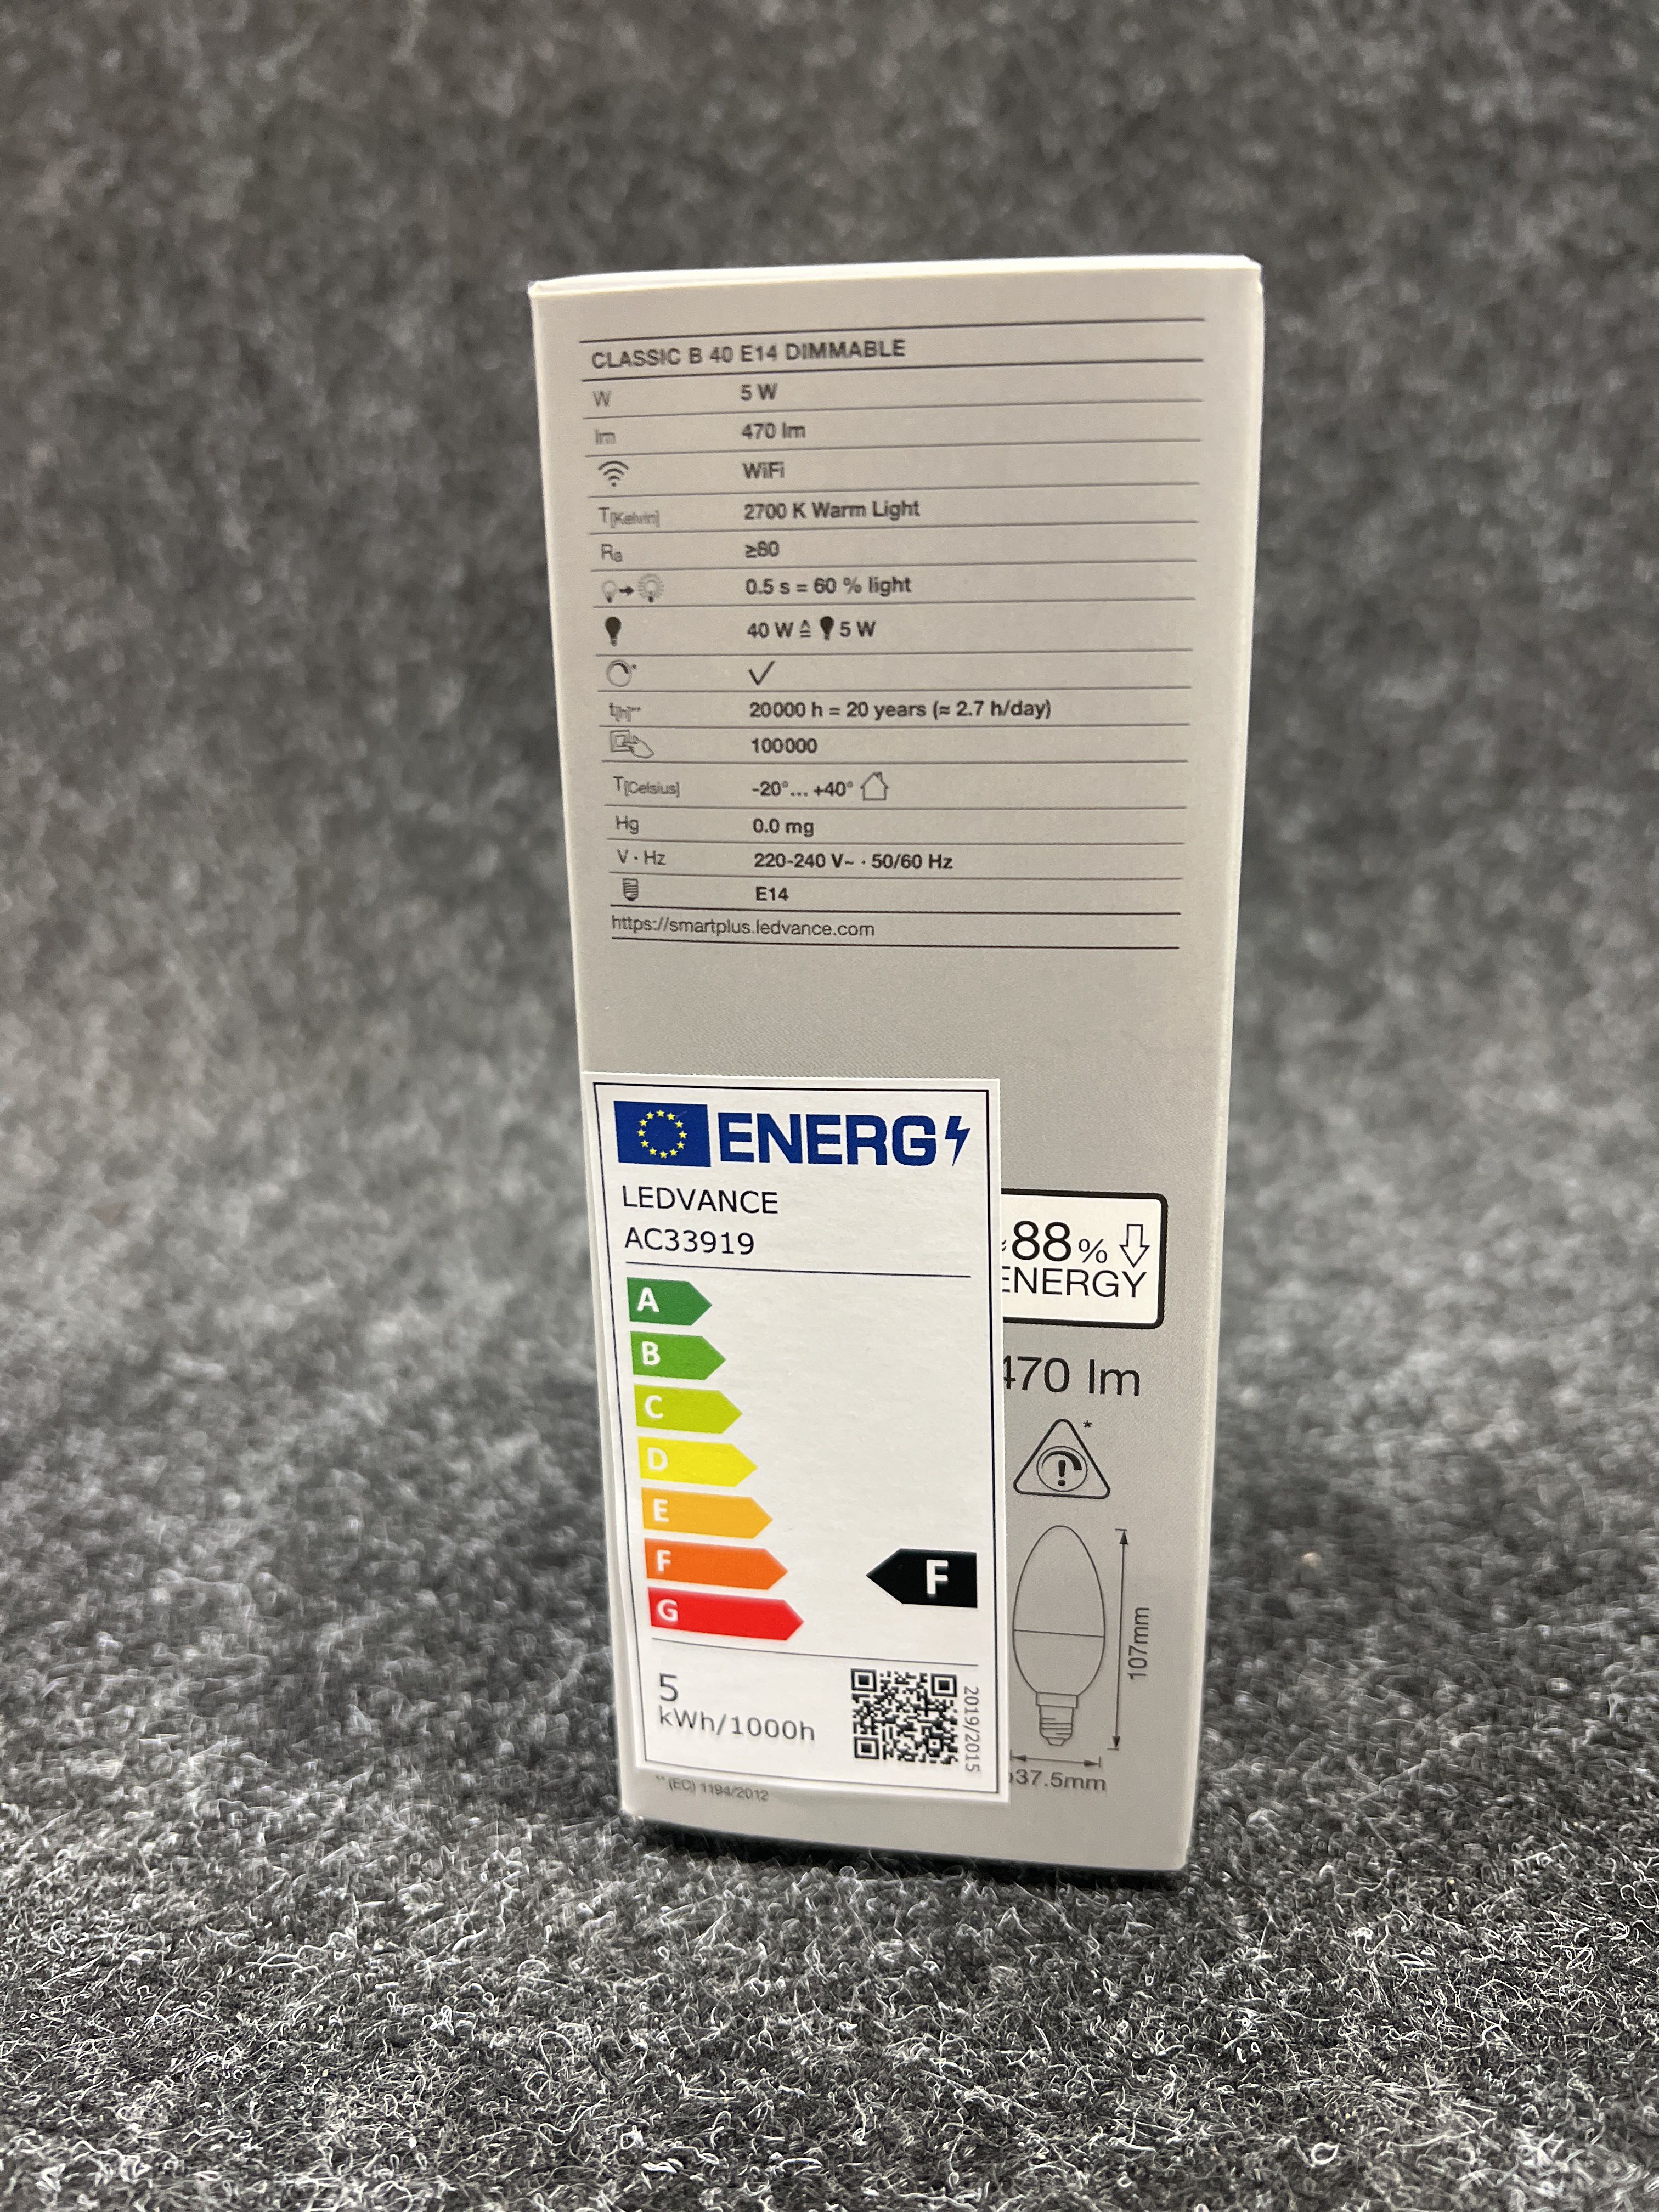 CLASSIC B 40 E14 DIMMABLE
W 5 W
lm 470 lm
WiFi
T[Kelvin] 2700 K Warm Light
Ra ≥80
0.5 s = 60 % light
40 W ≙ 5 W
* ✓
t[h]** 20000 h = 20 years (≈ 2.7 h/day)
100000
T[Celsius] -20°... +40°
Hg 0.0 mg
V · Hz 220-240 V~ · 50/60 Hz
E14
https://smartplus.ledvance.com
ENERG
LEDVANCE
AC33919
A
B
C
D
E
F
G
F
5
kWh/1000h
2019/2015
88 %
ENERGY
470 lm
*
!
107mm
37.5mm
** (EC) 1194/2012